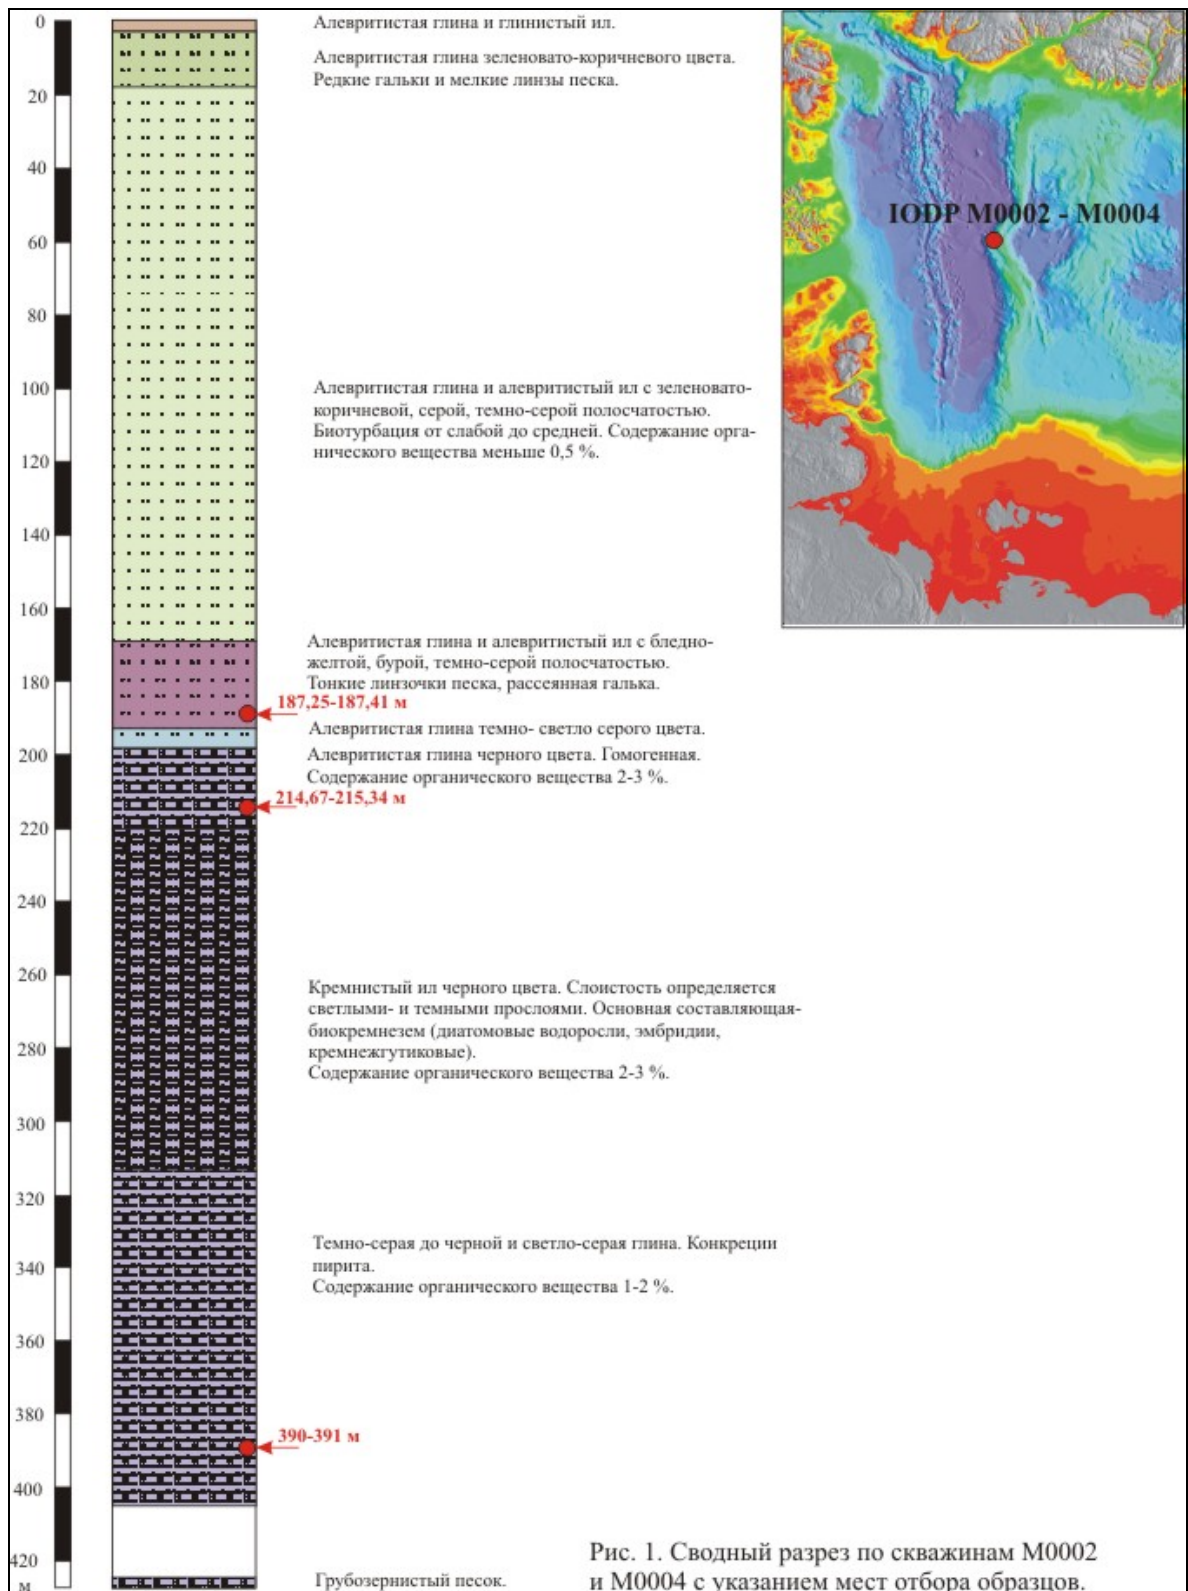 0
Алевритистая глина и глинистый ил.
Алевритистая глина зеленовато-коричневого цвета.
Редкие гальки и мелкие линзы песка.
20
40
IODP M0002 - M0004
60
80
100
Алевритистая глина и алевритистый ил с зеленовато-
коричневой, серой, темно-серой полосчатостью.
Биотурбация от слабой до средней. Содержание орга-
нического вещества меньше 0,5 %.
120
140
160
Алевритистая глина и алевритистый ил с бледно-
желтой, бурой, темно-серой полосчатостью.
Тонкие линзочки песка, рассеянная галька.
180
187,25-187,41 м
Алевритистая глина темно- светло серого цвета.
200
Алевритистая глина черного цвета. Гомогенная.
Содержание органического вещества 2-3 %.
214,67-215,34 м
220
240
260
Кремнистый ил черного цвета. Слоистость определяется
светлыми- и темными прослоями. Основная составляющая-
биокремнезем (диатомовые водоросли, эмбридии,
кремнежгутиковые).
Содержание органического вещества 2-3 %.
280
300
320
Темно-серая до черной и светло-серая глина. Конкреции
пирита.
Содержание органического вещества 1-2 %.
340
360
380
390-391 м
400
420
м
Грубозернистый песок.
Рис. 1. Сводный разрез по скважинам М0002
и М0004 с указанием мест отбора образцов.